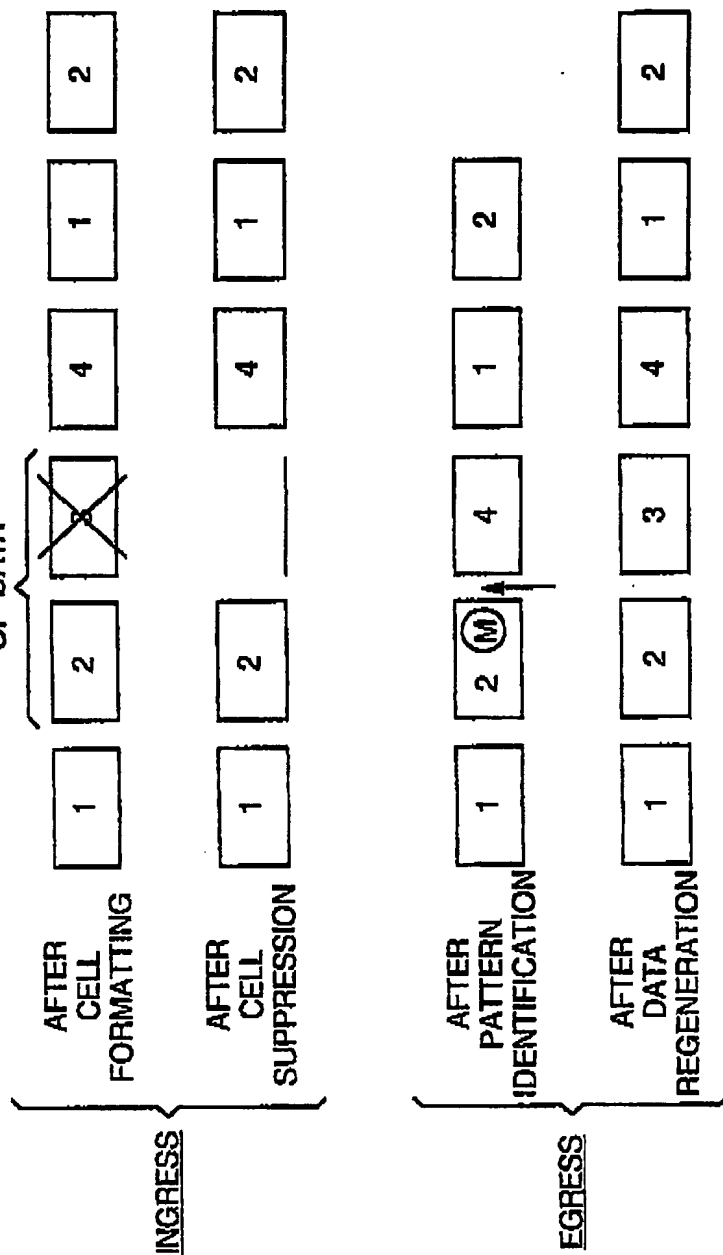 INGRESS
AFTER
CELL
FORMATTING
1 2 4 1 2
AFTER
CELL
SUPPRESSION
1 2 4 1 2
EGRESS
AFTER
PATTERN
IDENTIFICATION
1 2 M 4 1 2
AFTER
DATA
REGENERATION
1 2 3 4 1 2